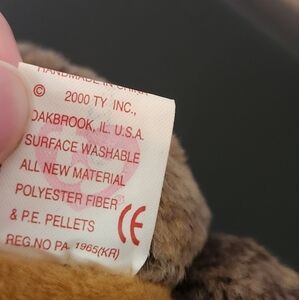 HANDMADE IN CHINA
© 2000 TY INC.,
OAKBROOK, IL. U.S.A.
SURFACE WASHABLE
ALL NEW MATERIAL
POLYESTER FIBER
& P.E. PELLETS CE
REG.NO PA. 1965(KR)